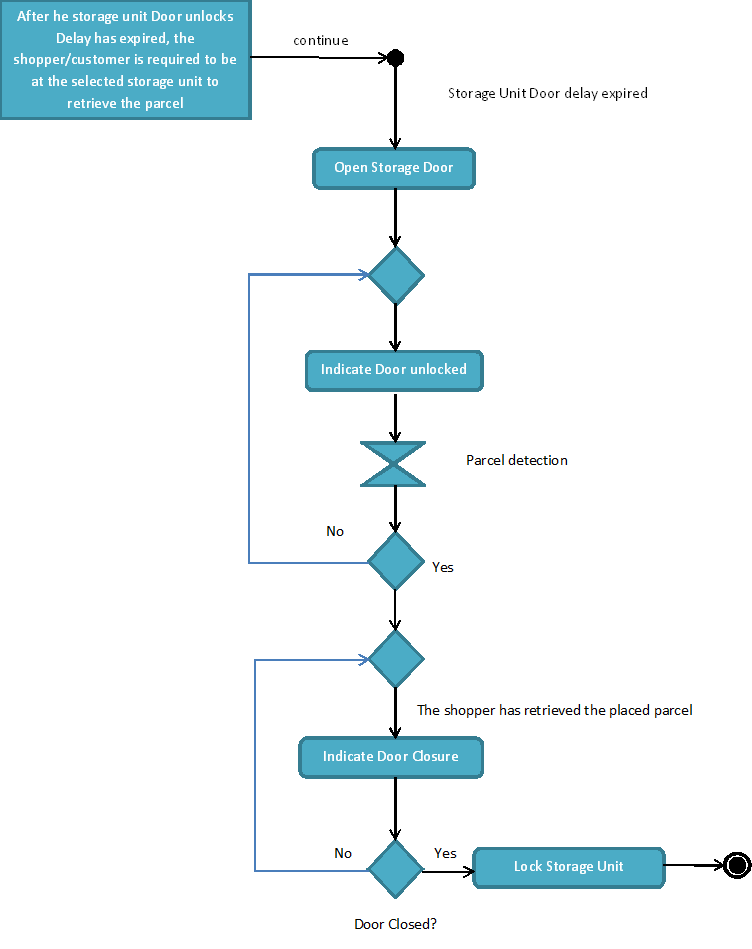 After he storage unit Door unlocks
Delay has expired, the
shopper/customer is required to be
at the selected storage unit to
retrieve the parcel
continue
Storage Unit Door delay expired
Open Storage Door
Indicate Door unlocked
Parcel detection
No
Yes
The shopper has retrieved the placed parcel
Indicate Door Closure
No
Yes
Lock Storage Unit
Door Closed?